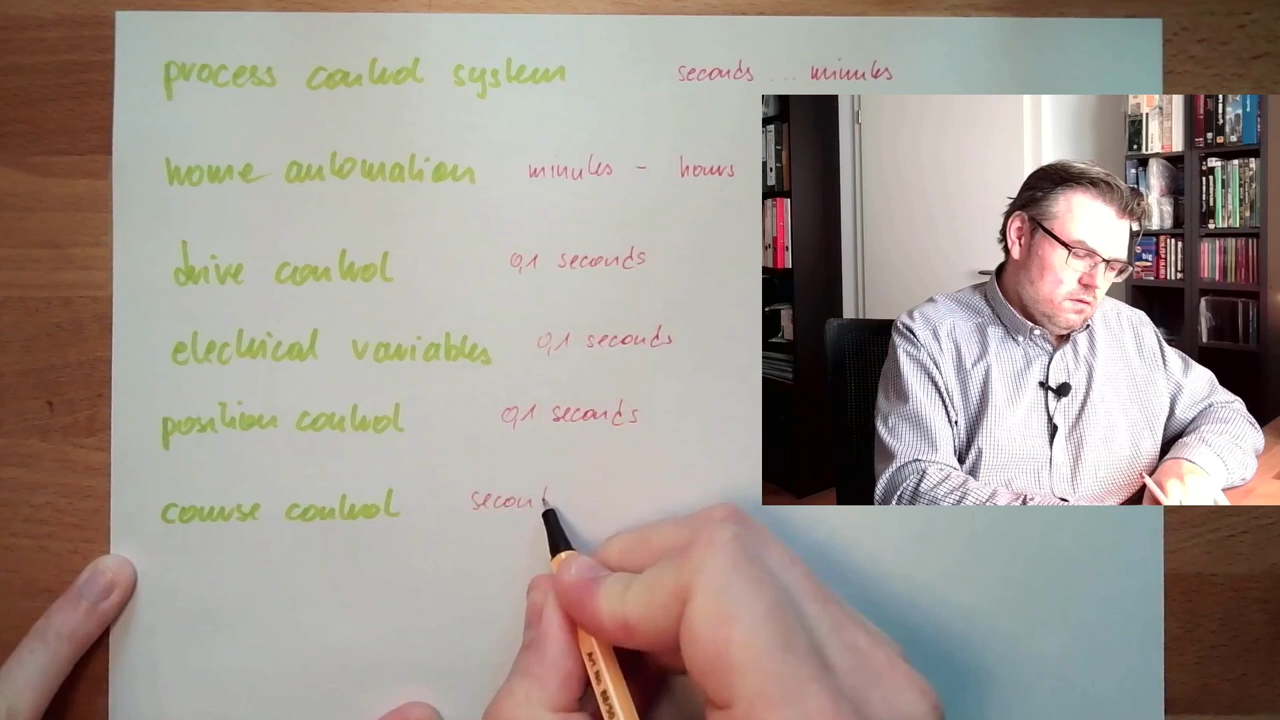 process control system seconds ... minutes
home automation minutes - hours
drive control 0,1 seconds
electrical variables 0,1 seconds
position control 0,1 seconds
course control second